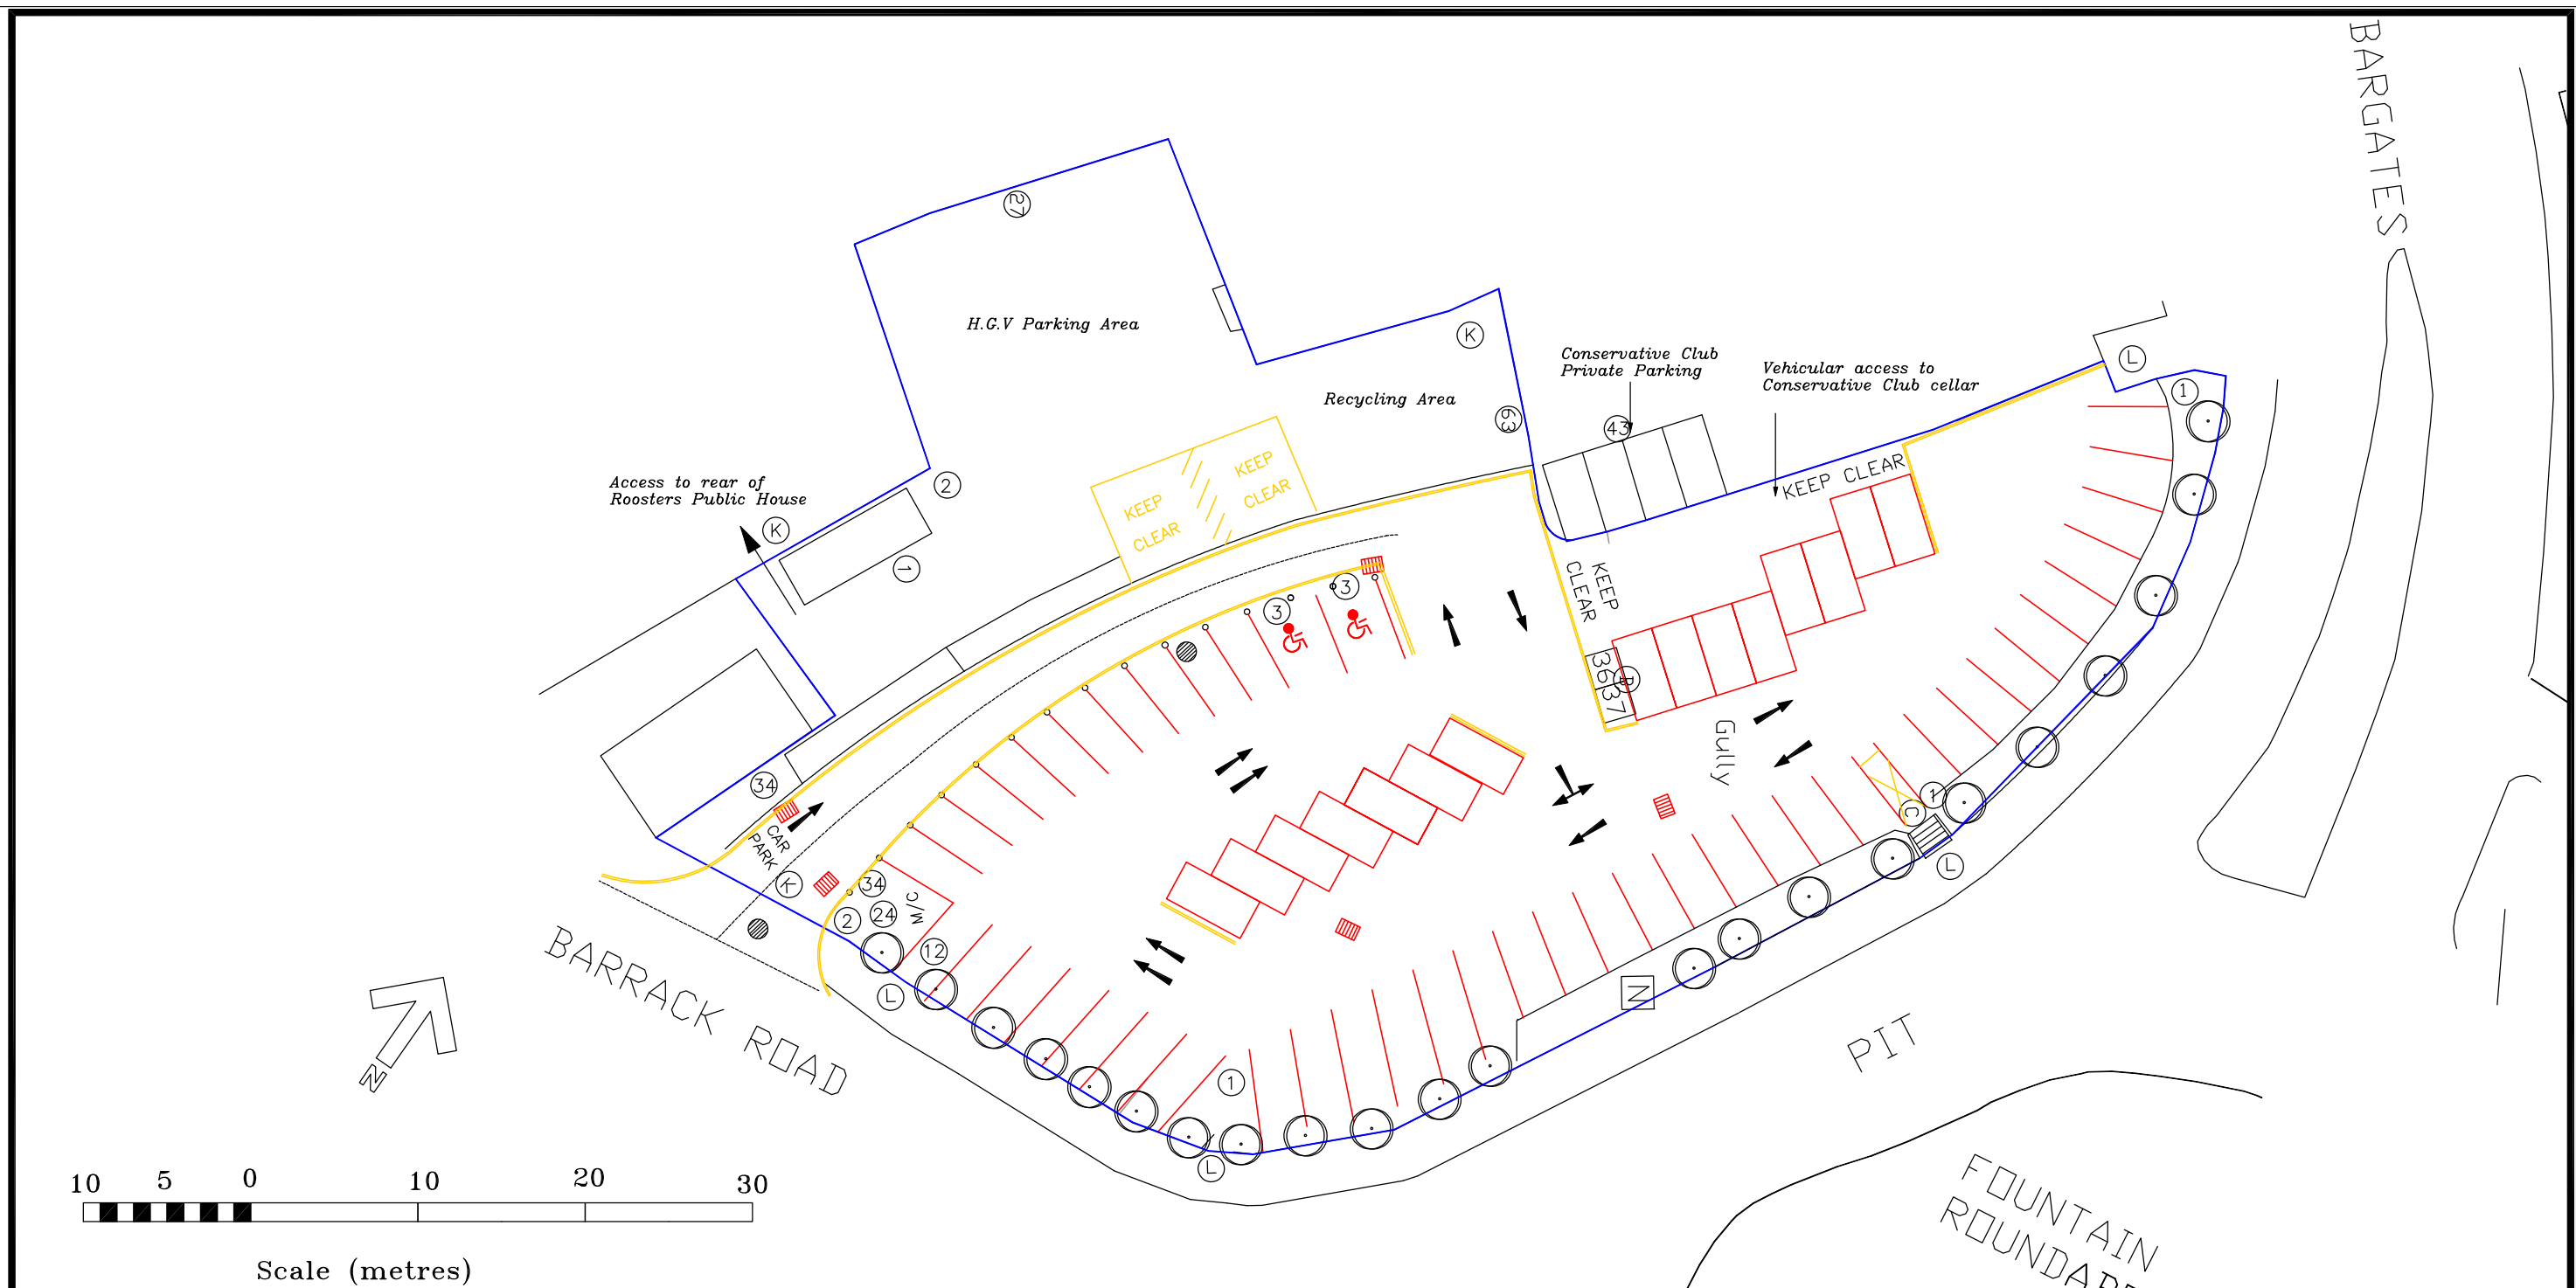 BARGATES
27
H.G.V Parking Area
K
Recycling Area
63
Conservative Club
Private Parking
43
Vehicular access to
Conservative Club cellar
L
1
KEEP CLEAR
Access to rear of
Roosters Public House
K
2
1
KEEP
CLEAR
KEEP
CLEAR
KEEP
CLEAR
3
3
36
37
Gully
34
CAR
PARK
K
34
2
24
M/C
12
L
1
C
L
N
1
L
BARRACK ROAD
N
PIT
FOUNTAIN
10 5 0 10 20 30
Scale (metres)